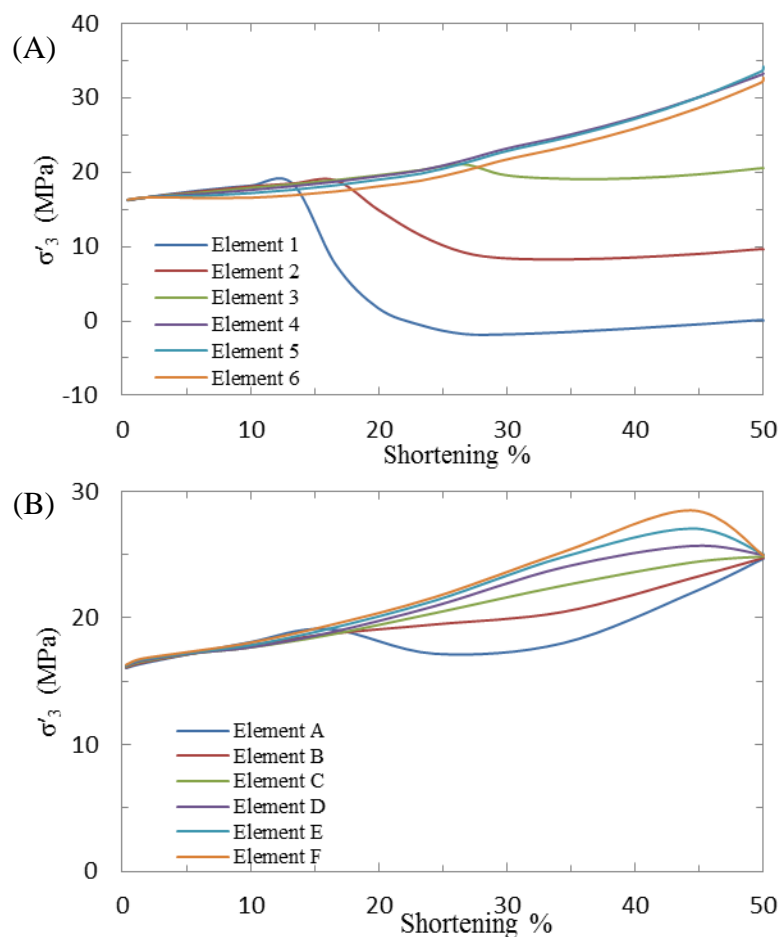 (A)
40
30
20
10
0
-10
σ′3 (MPa)
Element 1
Element 2
Element 3
Element 4
Element 5
Element 6
0 10 20 30 40 50
Shortening %
(B)
30
20
10
0
σ′3 (MPa)
Element A
Element B
Element C
Element D
Element E
Element F
0 10 20 30 40 50
Shortening %